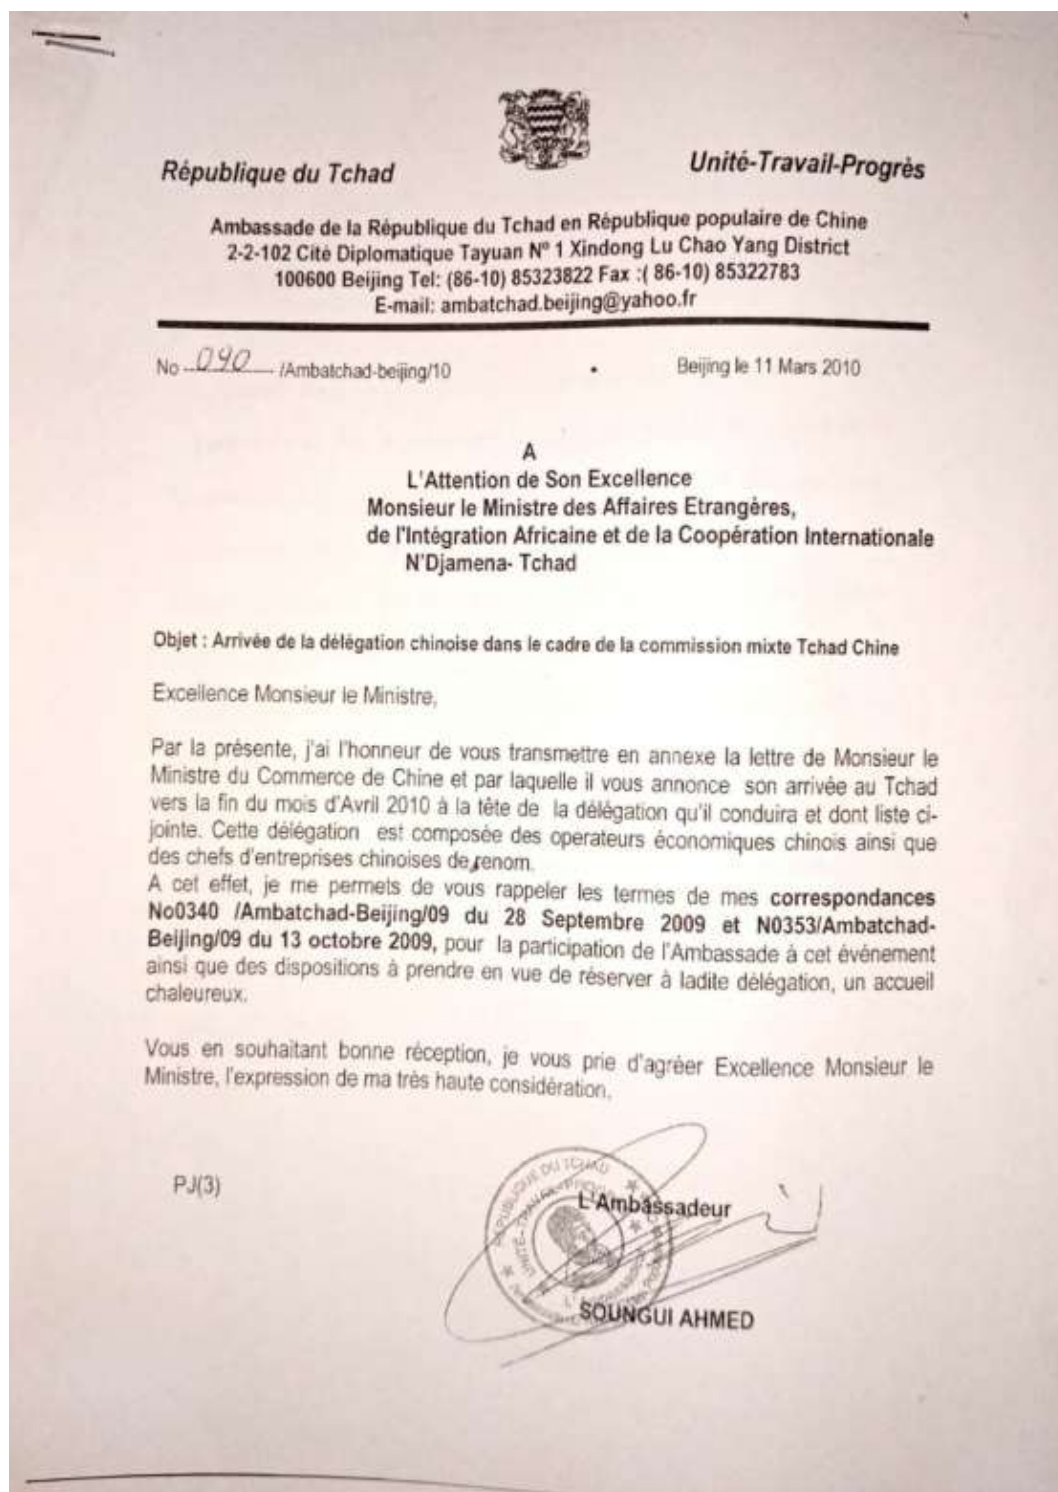 République du Tchad
Unité-Travail-Progrès
Ambassade de la République du Tchad en République populaire de Chine
2-2-102 Cité Diplomatique Tayuan Nº 1 Xindong Lu Chao Yang District
100600 Beijing Tel: (86-10) 85323822 Fax :( 86-10) 85322783
E-mail: ambatchad.beijing@yahoo.fr
No 090 /Ambatchad-beijing/10
Beijing le 11 Mars 2010
A
L'Attention de Son Excellence
Monsieur le Ministre des Affaires Etrangères,
de l'Intégration Africaine et de la Coopération Internationale
N'Djamena- Tchad
Objet : Arrivée de la délégation chinoise dans le cadre de la commission mixte Tchad Chine
Excellence Monsieur le Ministre,
Par la présente, j'ai l'honneur de vous transmettre en annexe la lettre de Monsieur le
Ministre du Commerce de Chine et par laquelle il vous annonce son arrivée au Tchad
vers la fin du mois d'Avril 2010 à la tête de la délégation qu'il conduira et dont liste ci-
jointe. Cette délégation est composée des operateurs économiques chinois ainsi que
des chefs d'entreprises chinoises de renom.
A cet effet, je me permets de vous rappeler les termes de mes correspondances
No0340 /Ambatchad-Beijing/09 du 28 Septembre 2009 et N0353/Ambatchad-
Beijing/09 du 13 octobre 2009, pour la participation de l'Ambassade à cet événement
ainsi que des dispositions à prendre en vue de réserver à ladite délégation, un accueil
chaleureux.
Vous en souhaitant bonne réception, je vous prie d'agréer Excellence Monsieur le
Ministre, l'expression de ma très haute considération.
PJ(3)
RÉPUBLIQUE DU TCHAD
UNITÉ-TRAVAIL-PROGRÈS
L'Ambassadeur
SOUNGUI AHMED